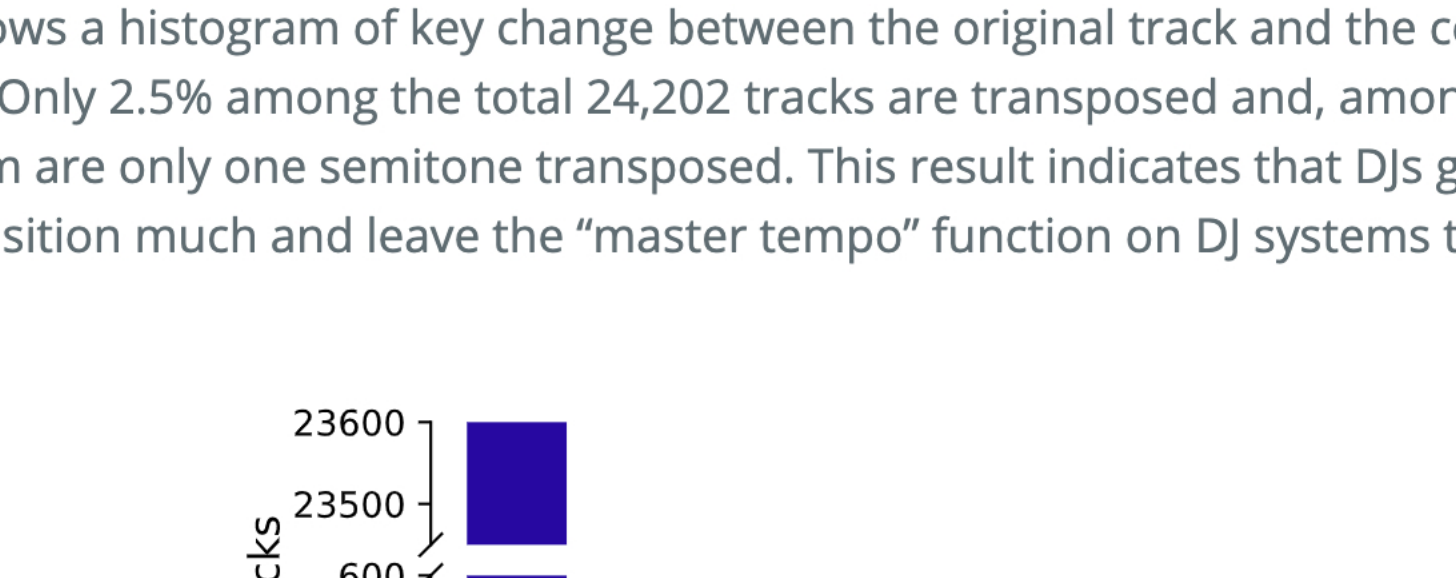 ows a histogram of key change between the original track and the c
Only 2.5% among the total 24,202 tracks are transposed and, amon
m are only one semitone transposed. This result indicates that DJs g
sition much and leave the “master tempo” function on DJ systems t
23600
23500
cks
600